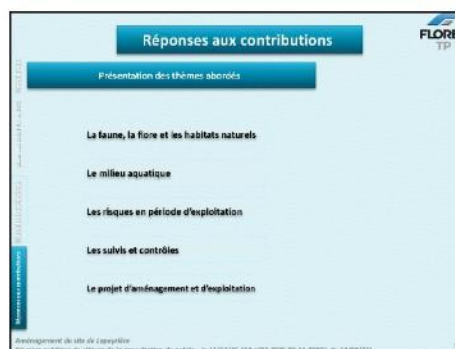 Réponses aux contributions
FLORE
TP
Présentation des thèmes abordés
La faune, la flore et les habitats naturels
Le milieu aquatique
Les risques en période d'exploitation
Les suivis et contrôles
Le projet d'aménagement et d'exploitation
Aménagement du site de Lapeyrière